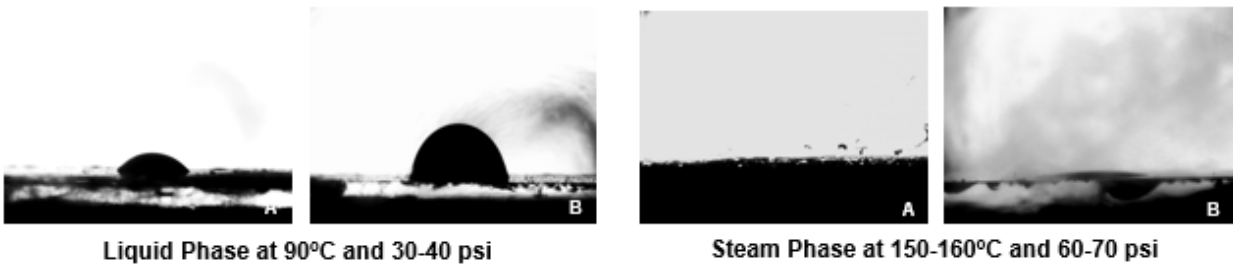 A
B
A
B
Liquid Phase at 90ºC and 30-40 psi
Steam Phase at 150-160ºC and 60-70 psi